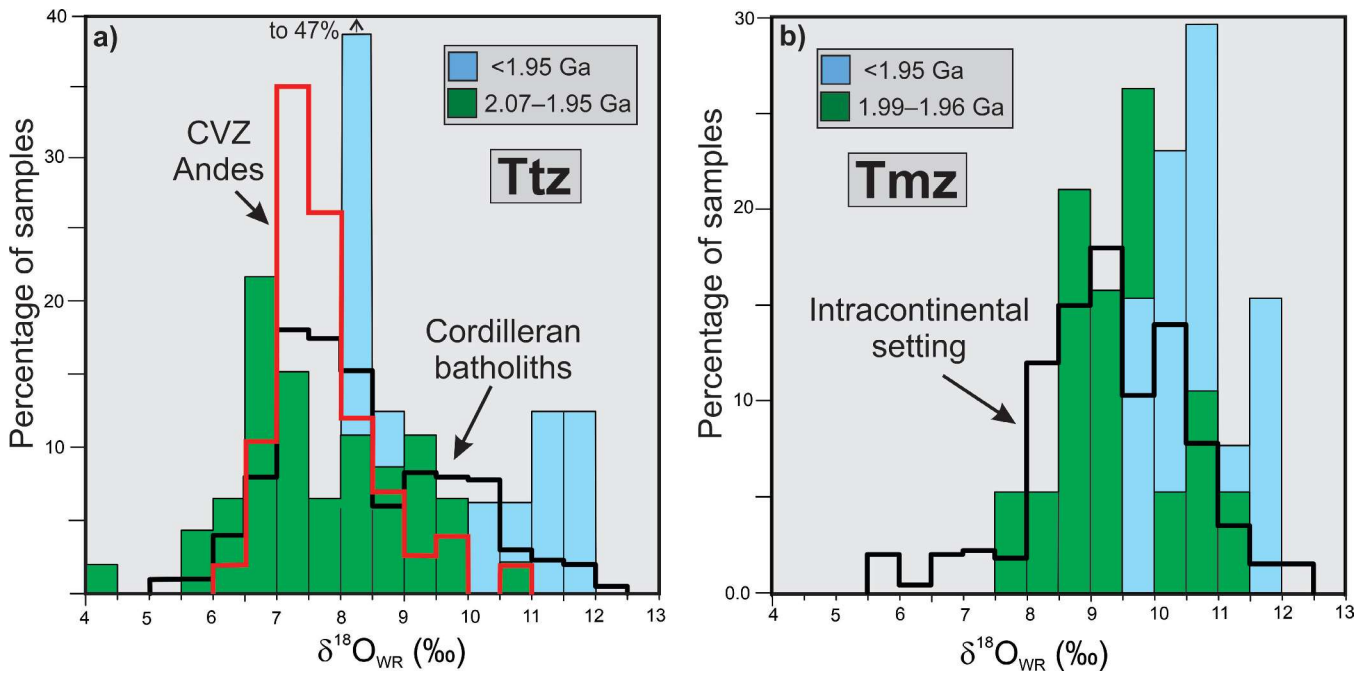 a)
to 47%
<1.95 Ga
2.07–1.95 Ga
Ttz
CVZ
Andes
Cordilleran
batholiths
Percentage of samples
40
30
20
10
4 5 6 7 8 9 10 11 12 13
δ¹⁸O_WR (‰)
b)
<1.95 Ga
1.99–1.96 Ga
Tmz
Intracontinental
setting
Percentage of samples
30
20
10
0.0
4 5 6 7 8 9 10 11 12 13
δ¹⁸O_WR (‰)